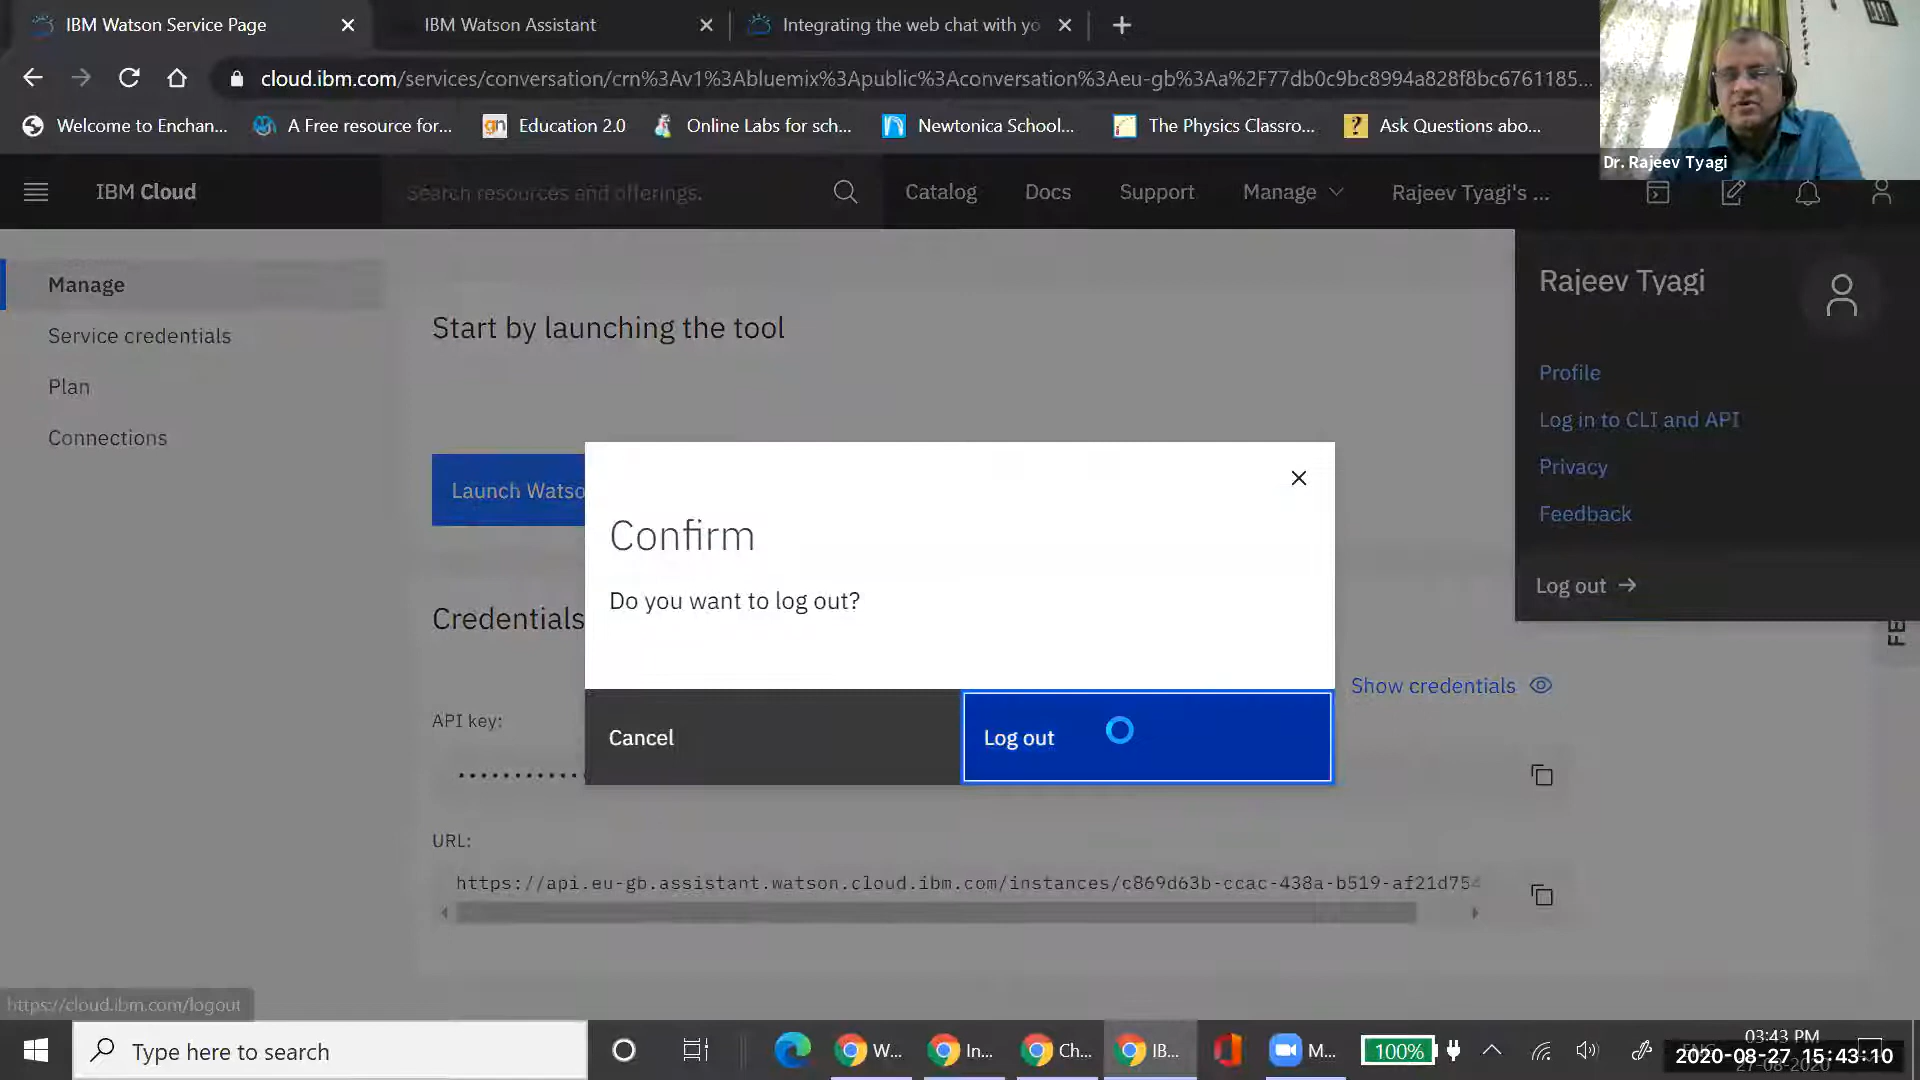 IBM Watson Service Page
IBM Watson Assistant
Integrating the web chat with yo
cloud.ibm.com/services/conversation/crn%3Av1%3Abluemix%3Apublic%3Aconversation%3Aeu-gb%3Aa%2F77db0c9bc8994a828f8bc6761185...
Welcome to Enchan...
A Free resource for...
gn Education 2.0
Online Labs for sch...
Newtonica School...
The Physics Classro...
? Ask Questions abo...
Dr. Rajeev Tyagi
IBM Cloud
Search resources and offerings.
Catalog
Docs
Support
Manage
Rajeev Tyagi's ...
Manage
Service credentials
Plan
Connections
Start by launching the tool
Launch Watso
Rajeev Tyagi
Profile
Log in to CLI and API
Privacy
Feedback
Log out →
Confirm
Do you want to log out?
Cancel
Log out
Credentials
Show credentials
API key:
URL:
https://api.eu-gb.assistant.watson.cloud.ibm.com/instances/c869d63b-ccac-438a-b519-af21d754
FE
https://cloud.ibm.com/logout
Type here to search
W...
In...
Ch...
IB...
M...
100%
03:43 PM
2020-08-27 15:43:10
27-08-2020